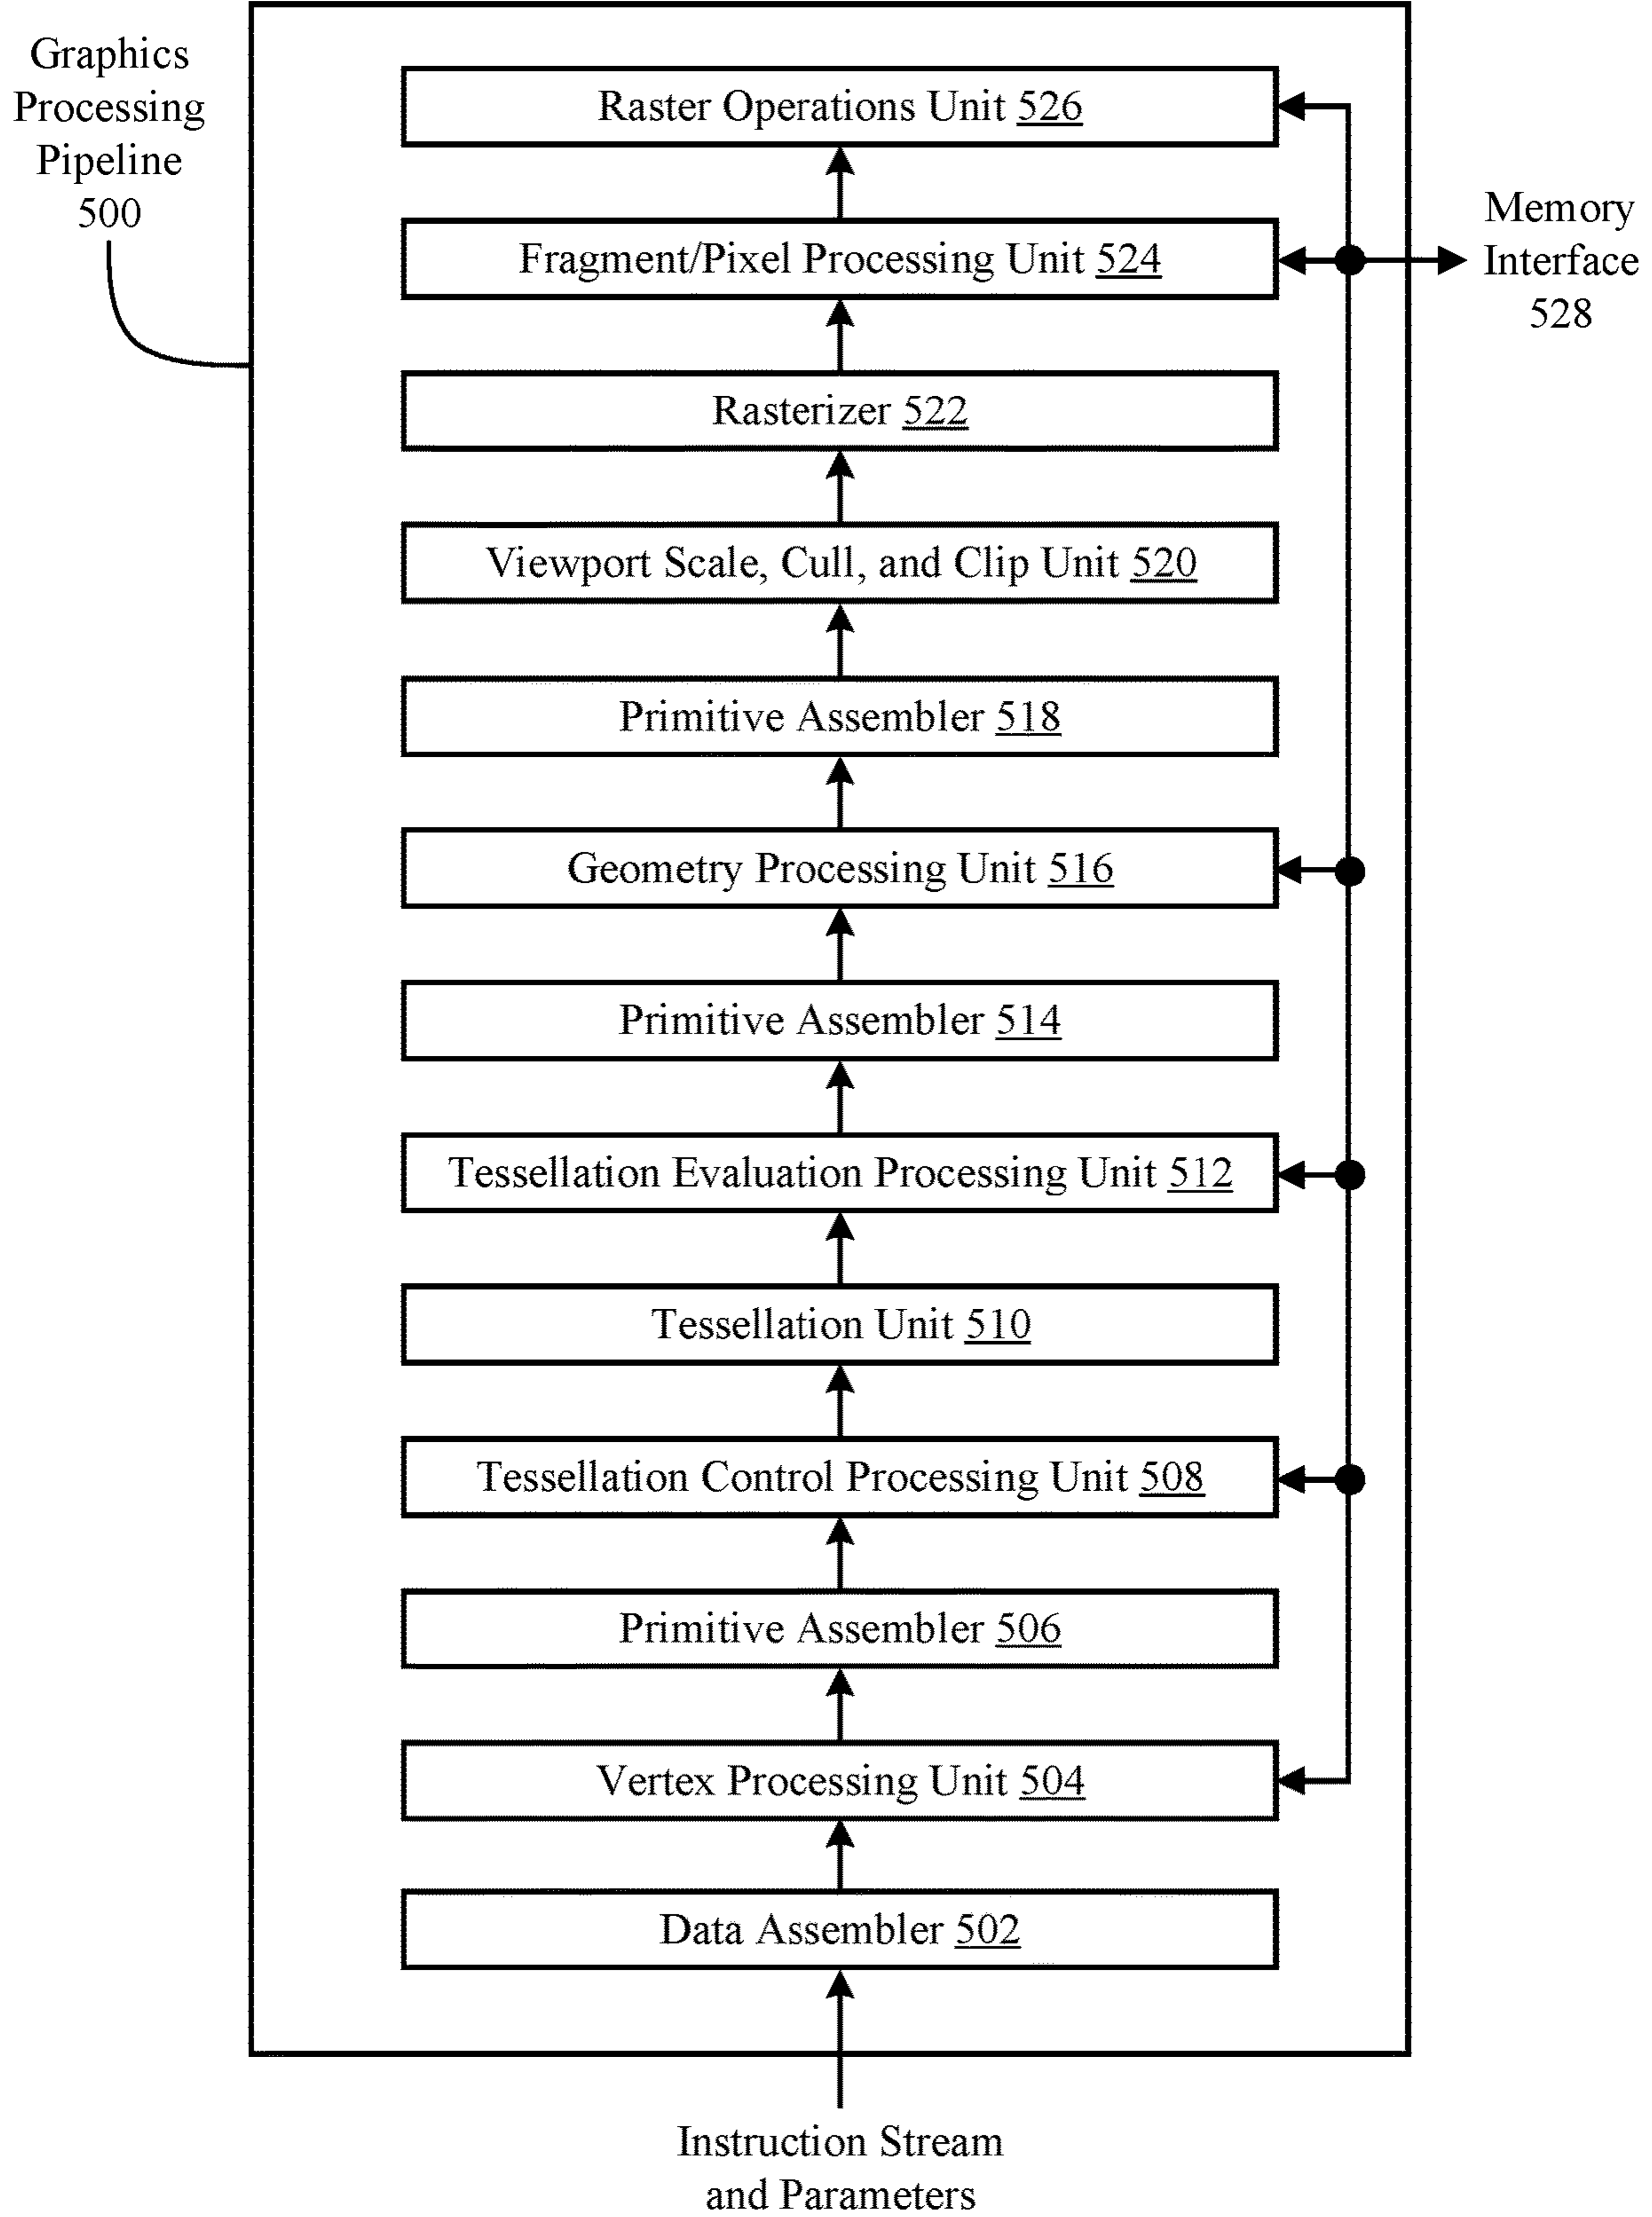 Graphics
Processing
Pipeline
500
Raster Operations Unit 526
Fragment/Pixel Processing Unit 524
Memory
Interface
528
Rasterizer 522
Viewport Scale, Cull, and Clip Unit 520
Primitive Assembler 518
Geometry Processing Unit 516
Primitive Assembler 514
Tessellation Evaluation Processing Unit 512
Tessellation Unit 510
Tessellation Control Processing Unit 508
Primitive Assembler 506
Vertex Processing Unit 504
Data Assembler 502
Instruction Stream
and Parameters